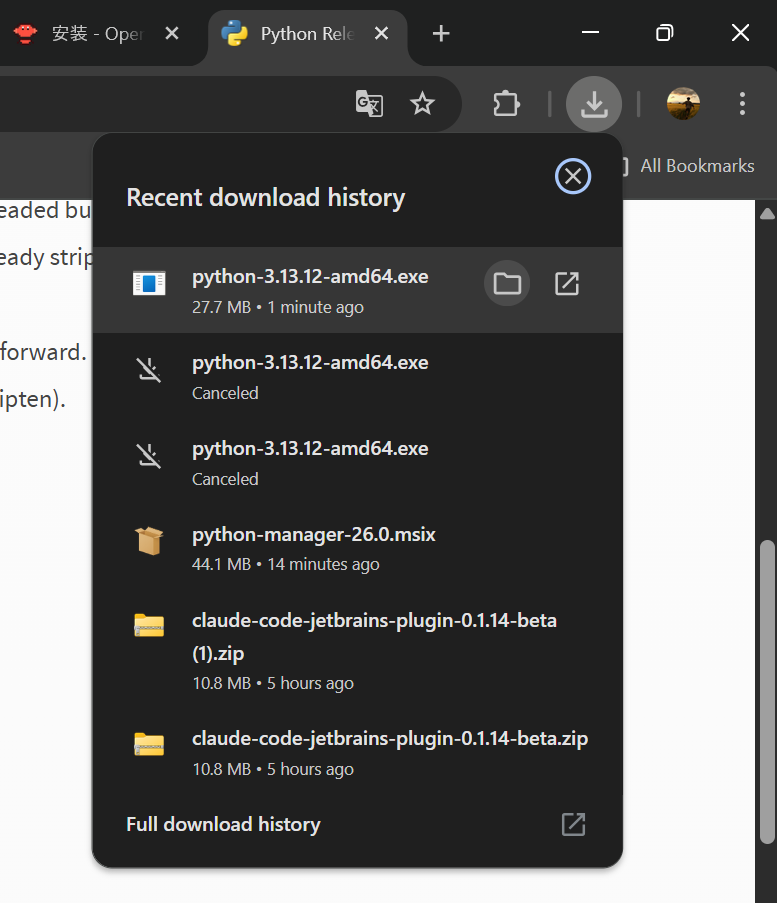 安装 - Oper
Python Rele
All Bookmarks
eaded bu
eady strip
forward.
ipten).
Recent download history
python-3.13.12-amd64.exe
27.7 MB • 1 minute ago
python-3.13.12-amd64.exe
Canceled
python-3.13.12-amd64.exe
Canceled
python-manager-26.0.msix
44.1 MB • 14 minutes ago
claude-code-jetbrains-plugin-0.1.14-beta
(1).zip
10.8 MB • 5 hours ago
claude-code-jetbrains-plugin-0.1.14-beta.zip
10.8 MB • 5 hours ago
Full download history